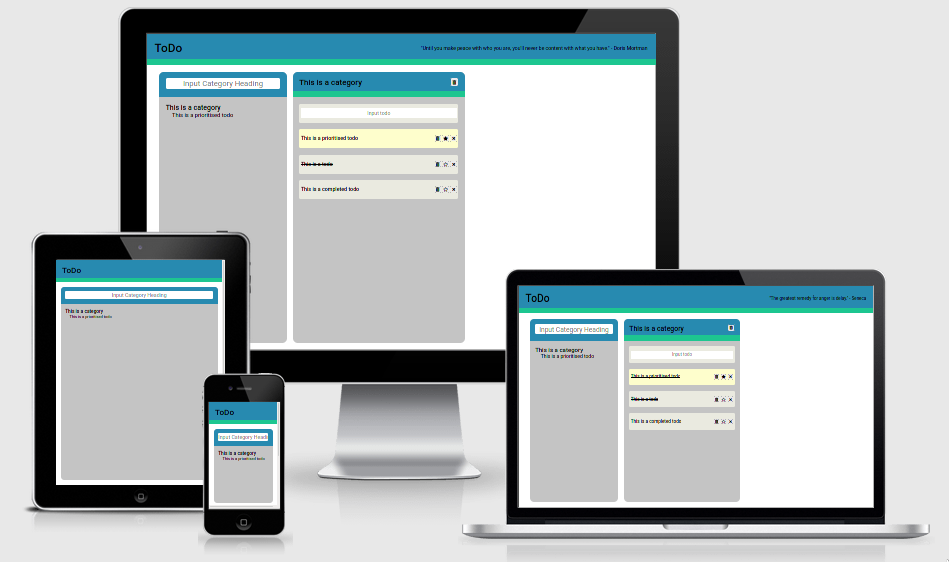 ToDo
"Until you make peace with who you are, you'll never be content with what you have." - Doris Mortman
Input Category Heading
This is a category
This is a prioritised todo
This is a category
Input todo
This is a prioritised todo
This is a todo
This is a completed todo
ToDo
Input Category Heading
This is a category
This is a prioritised todo
ToDo
nput Category Headi
This is a category
This is a prioritised todo
ToDo
"The greatest remedy for anger is delay." - Seneca
Input Category Heading
This is a category
This is a prioritised todo
This is a category
Input todo
This is a prioritised todo
This is a todo
This is a completed todo